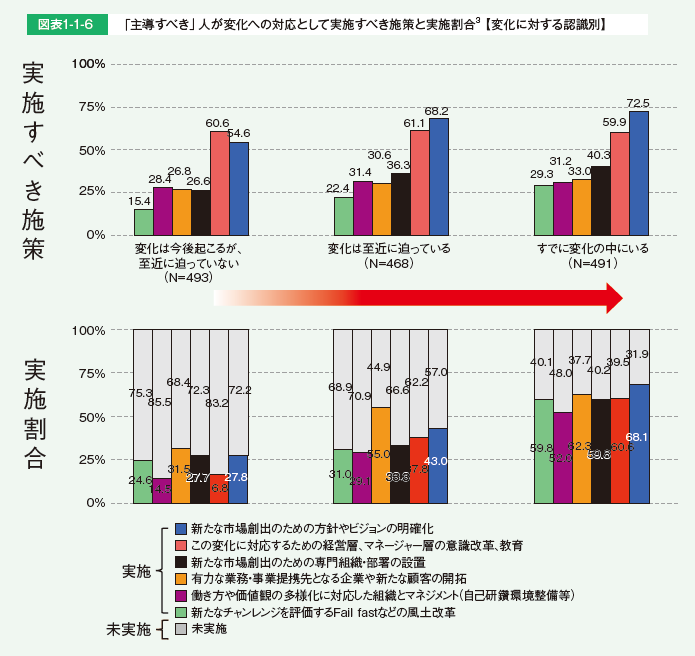 図表1-1-6
「主導すべき」人が変化への対応として実施すべき施策と実施割合³【変化に対する認識別】
実施すべき施策
100%
75%
50%
25%
0%
15.4 28.4 26.8 26.6 60.6 54.6
22.4 31.4 30.6 36.3 61.1 68.2
29.3 31.2 33.0 40.3 59.9 72.5
変化は今後起こるが、
至近に迫っていない
(N=493)
変化は至近に迫っている
(N=468)
すでに変化の中にいる
(N=491)
実施割合
100%
75%
50%
25%
0%
75.3 85.5 68.4 72.3 83.2 72.2
24.6 14.5 31.5 27.7 6.8 27.8
68.9 70.9 44.9 66.6 62.2 57.0
31.0 29.1 55.0 37.8 43.0
40.1 48.0 37.7 40.2 39.5 31.9
59.8 62.3 59.8 60.5 68.1
実施
新たな市場創出のための方針やビジョンの明確化
この変化に対応するための経営層、マネージャー層の意識改革、教育
新たな市場創出のための専門組織・部署の設置
有力な業務・事業提携先となる企業や新たな顧客の開拓
働き方や価値観の多様化に対応した組織とマネジメント(自己研鑽環境整備等)
新たなチャンレンジを評価するFail fastなどの風土改革
未実施
未実施